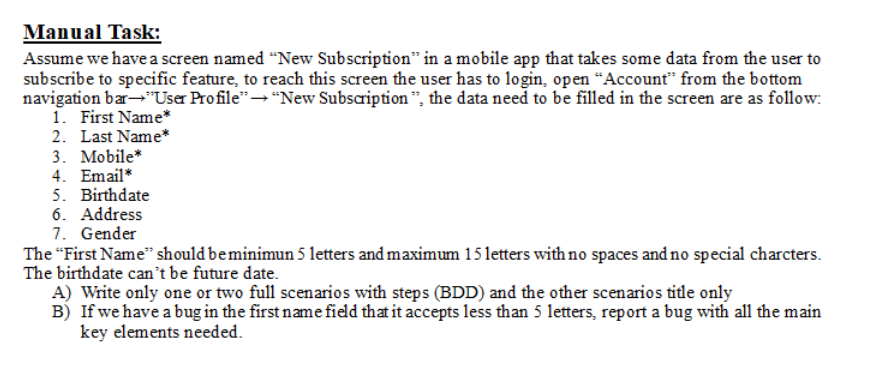 Manual Task:
Assume we have a screen named “New Subscription” in a mobile app that takes some data from the user to
subscribe to specific feature, to reach this screen the user has to login, open “Account” from the bottom
navigation bar→”User Profile”→ “New Subscription”, the data need to be filled in the screen are as follow:
1. First Name*
2. Last Name*
3. Mobile*
4. Email*
5. Birthdate
6. Address
7. Gender
The “First Name” should be minimun 5 letters and maximum 15 letters with no spaces and no special charcters.
The birthdate can’t be future date.
A) Write only one or two full scenarios with steps (BDD) and the other scenarios title only
B) If we have a bug in the first name field that it accepts less than 5 letters, report a bug with all the main
key elements needed.